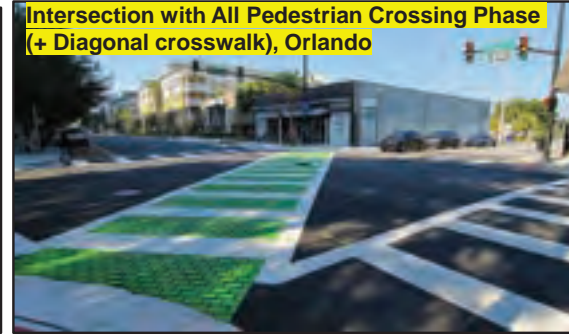 Intersection with All Pedestrian Crossing Phase
(+ Diagonal crosswalk), Orlando